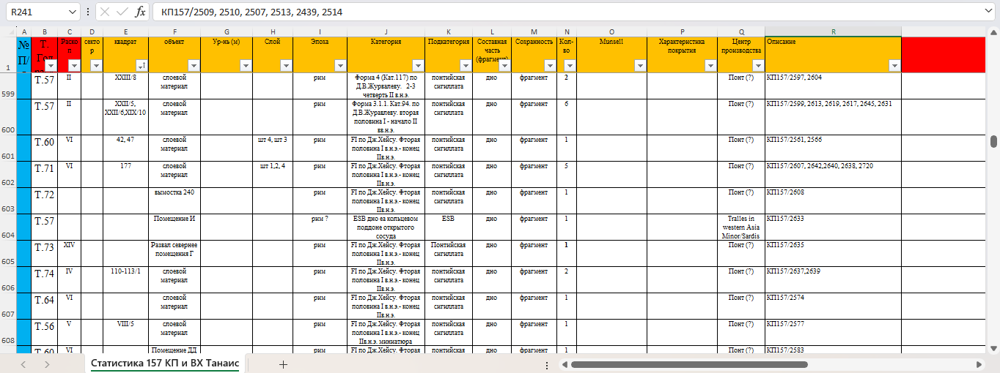 R241 fx КП157/2509, 2510, 2507, 2513, 2439, 2514
A B C D E F G H I J K L M N O P Q R
1 № П/ Т. Год Раскоп сектор квадрат объект Ур-нь (м) Слой Эпоха Категория Подкатегория Составная часть (фрагмент) Сохранность Кол-во Munsell Характеристика покрытия Центр производства Описание
599 Т.57 II XXIII/8 слоевой материал рим Форма 4 (Кат.117) по Д.В.Журвалеву. 2-3 четверть II в.н.э. понтийская сигиллата дно фрагмент 2 Понт (?) КП157/2597, 2604
600 Т.57 II XXII/5, XXII/6,XIX/10 слоевой материал рим Форма 3.1.1. Кат.94. по Д.В.Журавлеву. вторая половина I - начало II вв.н.э. понтийская сигиллата дно фрагмент 6 Понт (?) КП157/2599, 2613, 2619, 2617, 2645, 2631
601 Т.60 VI 42, 47 слоевой материал шт 4, шт 3 рим FI по Дж.Хейсу. Фторая половина I в.н.э.- конец IIв.н.э. понтийская сигиллата дно фрагмент 1 Понт (?) КП157/2561, 2566
602 Т.71 VI 177 слоевой материал шт 1,2, 4 рим FI по Дж.Хейсу. Фторая половина I в.н.э.- конец IIв.н.э. понтийская сигиллата дно фрагмент 5 Понт (?) КП157/2607, 2642,2640, 2638, 2720
603 Т.72 вымостка 240 рим FI по Дж.Хейсу. Фторая половина I в.н.э.- конец IIв.н.э. понтийская сигиллата дно фрагмент 1 Понт (?) КП157/2608
604 Т.57 Помещение И рим ? ESB дно еа кольцевом поддоне открытого сосуда ESB дно фрагмент 1 Tralles in western Asia Minor/Sardis КП157/2633
605 Т.73 XIV Развал севернее помещения Г рим FI по Дж.Хейсу. Фторая половина I в.н.э.- конец IIв.н.э. Понтийская сигиллата дно фрагмент 1 Понт (?) КП157/2635
606 Т.74 IV 110-113/1 слоевой материал рим FI по Дж.Хейсу. Фторая половина I в.н.э.- конец IIв.н.э. понтийская сигиллата дно фрагмент 2 Понт (?) КП157/2637,2639
607 Т.64 VI слоевой материал рим FI по Дж.Хейсу. Фторая половина I в.н.э.- конец IIв.н.э. понтийская сигиллата дно фрагмент 1 Понт (?) КП157/2574
608 Т.56 V VIII/5 слоевой материал рим FI по Дж.Хейсу. Фторая половина I в.н.э.- конец IIв.н.э. миниатюра понтийская сигиллата дно фрагмент 1 Понт (?) КП157/2577
Т.60 VI Помещение ДД рим FI по Дж.Хейсу. Фторая понтийская дно фрагмент 1 Понт (?) КП157/2583
Статистика 157 КП и ВХ Танаис